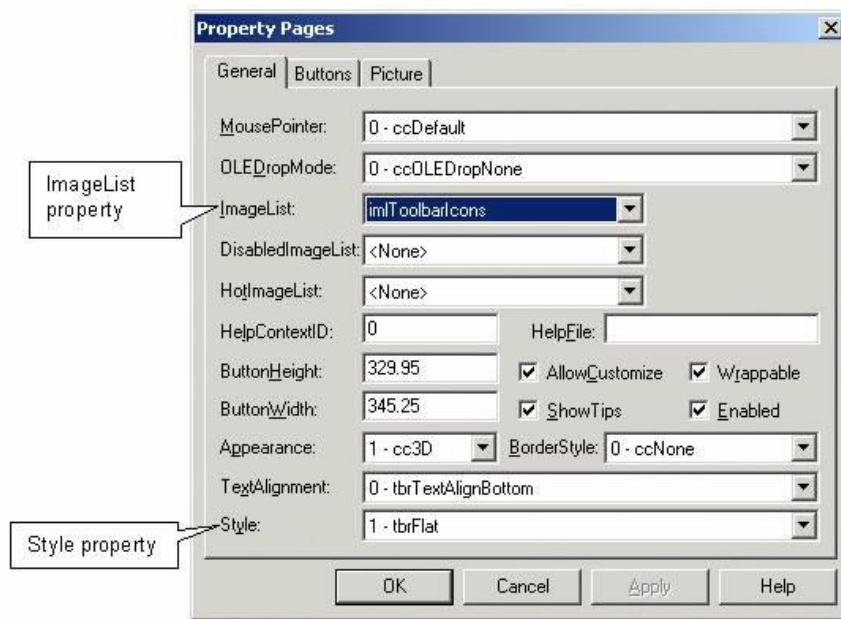 Property Pages
General Buttons Picture
MousePointer: 0 - ccDefault
OLEDropMode: 0 - ccOLEDropNone
ImageList property
ImageList: imlToolbarIcons
DisabledImageList: <None>
HotImageList: <None>
HelpContextID: 0 HelpFile:
ButtonHeight: 329.95 AllowCustomize Wrappable
ButtonWidth: 345.25 ShowTips Enabled
Appearance: 1 - cc3D BorderStyle: 0 - ccNone
TextAlignment: 0 - tbrTextAlignBottom
Style property
Style: 1 - tbrFlat
OK Cancel Apply Help